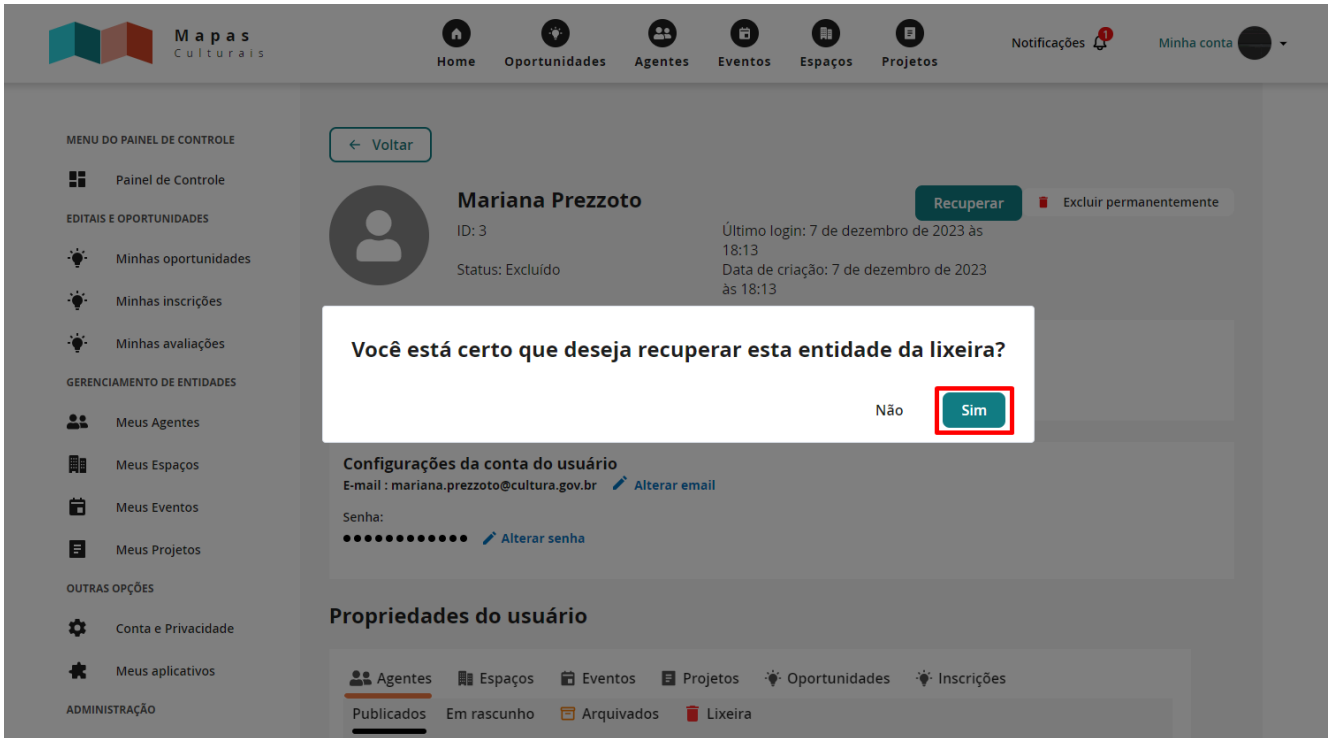 Mapas
Culturais
Home
Oportunidades
Agentes
Eventos
Espaços
Projetos
Notificações
1
Minha conta
MENU DO PAINEL DE CONTROLE
Painel de Controle
EDITAIS E OPORTUNIDADES
Minhas oportunidades
Minhas inscrições
Minhas avaliações
GERENCIAMENTO DE ENTIDADES
Meus Agentes
Meus Espaços
Meus Eventos
Meus Projetos
OUTRAS OPÇÕES
Conta e Privacidade
Meus aplicativos
ADMINISTRAÇÃO
← Voltar
Mariana Prezzoto
Recuperar
Excluir permanentemente
ID: 3
Último login: 7 de dezembro de 2023 às
18:13
Status: Excluído
Data de criação: 7 de dezembro de 2023
às 18:13
Você está certo que deseja recuperar esta entidade da lixeira?
Não
Sim
Configurações da conta do usuário
E-mail : mariana.prezzoto@cultura.gov.br
Alterar email
Senha:
●●●●●●●●●●●● Alterar senha
Propriedades do usuário
Agentes
Espaços
Eventos
Projetos
Oportunidades
Inscrições
Publicados
Em rascunho
Arquivados
Lixeira